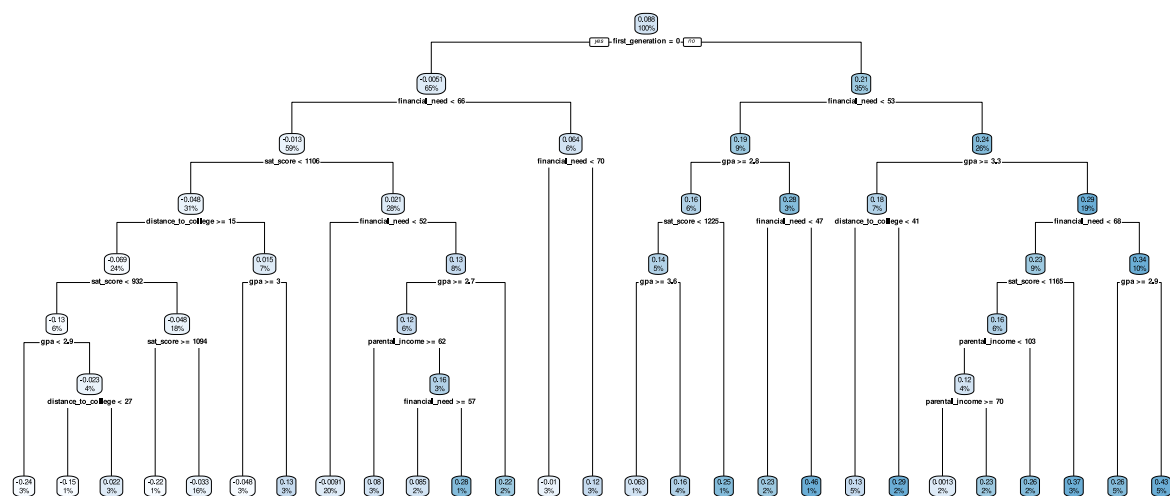 0.088
100%
yes first_generation = 0 no
-0.0051 0.21
65% 35%
financial_need < 66 financial_need < 53
-0.013 0.064 0.19 0.24
59% 6% 9% 26%
sat_score < 1106 financial_need < 70 gpa >= 2.8 gpa >= 3.3
-0.048 0.021 0.16 0.28 0.18 0.29
31% 28% 6% 3% 7% 19%
distance_to_college >= 15 financial_need < 52 sat_score < 1225 financial_need < 47 distance_to_college < 41 financial_need < 68
-0.069 0.015 0.13 0.14 0.23 0.34
24% 7% 8% 5% 9% 10%
sat_score < 932 gpa >= 3 gpa >= 2.7 gpa >= 3.6 sat_score < 1165 gpa >= 2.9
-0.13 -0.048 0.12 0.16
6% 18% 6% 6%
gpa < 2.9 sat_score >= 1094 parental_income >= 62 parental_income < 103
-0.023 0.16 0.12
4% 3% 4%
distance_to_college < 27 financial_need >= 57 parental_income >= 70
-0.24 -0.15 0.022 -0.22 -0.033 -0.048 0.13 -0.0091 0.08 0.085 0.28 0.22 -0.01 0.12 0.063 0.16 0.25 0.23 0.46 0.13 0.29 0.0013 0.23 0.26 0.37 0.26 0.43
3% 1% 3% 1% 16% 3% 3% 20% 3% 2% 1% 2% 3% 3% 1% 4% 1% 2% 1% 5% 2% 2% 2% 2% 3% 5% 5%